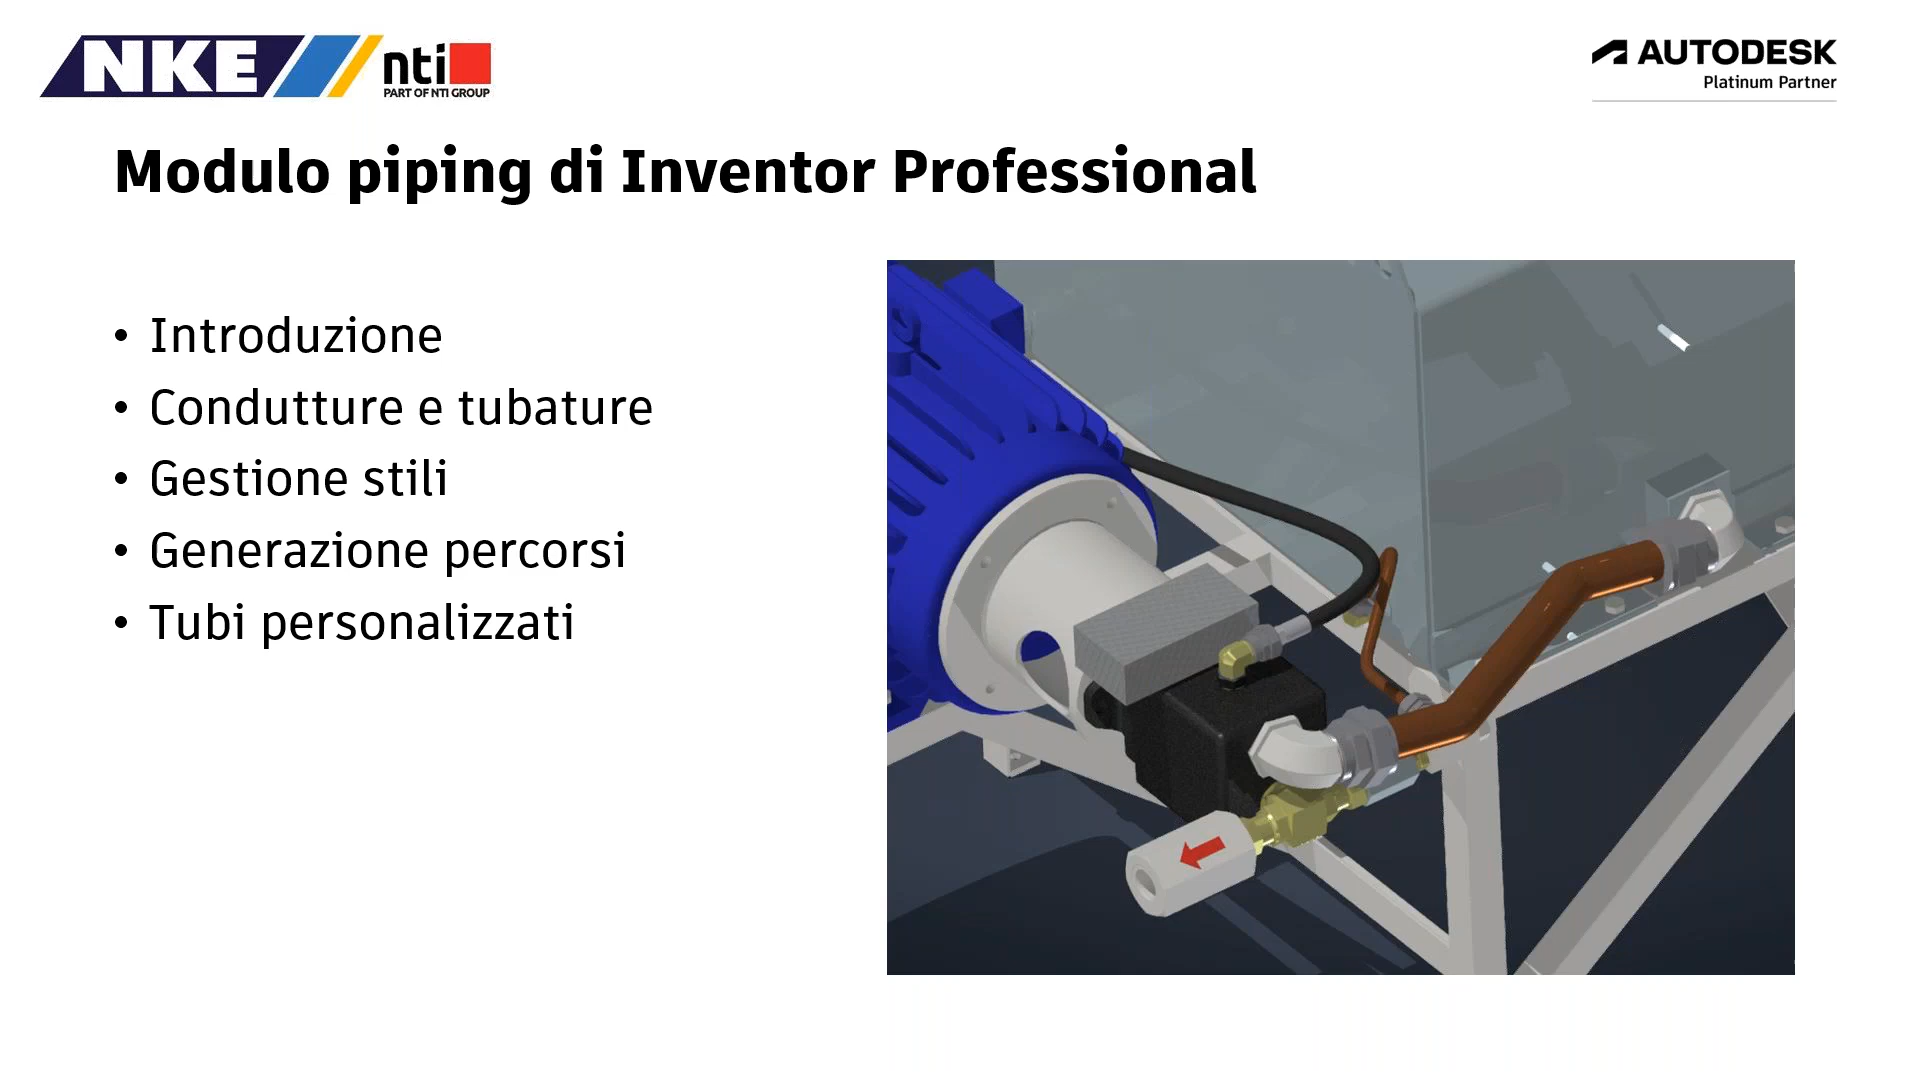 NKE
nti
PART OF NTI GROUP
AUTODESK
Platinum Partner
Modulo piping di Inventor Professional
• Introduzione
• Condutture e tubature
• Gestione stili
• Generazione percorsi
• Tubi personalizzati